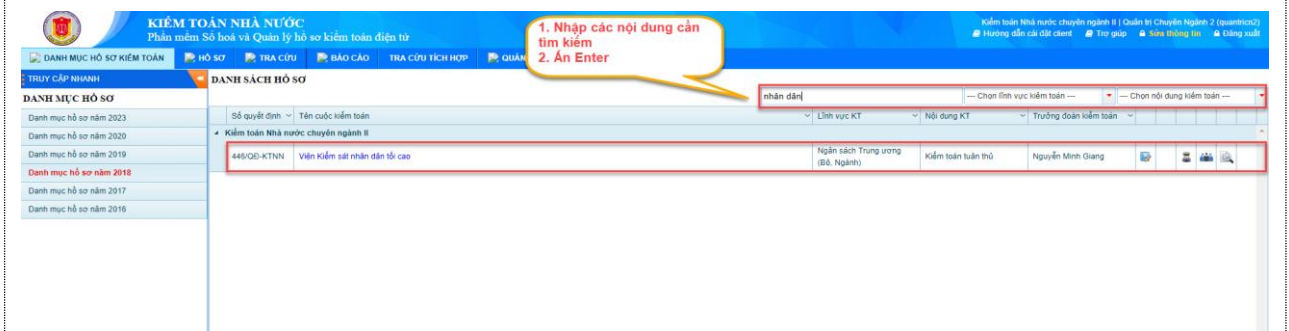 KIỂM TOÁN NHÀ NƯỚC
Phần mềm Số hoá và Quản lý hồ sơ kiểm toán điện tử
Kiểm toán Nhà nước chuyên ngành II | Quản trị Chuyên Ngành 2 (quantricn2)
Hướng dẫn cài đặt client Trợ giúp Sửa thông tin Đăng xuất
1. Nhập các nội dung cần
tìm kiếm
2. Ấn Enter
DANH MỤC HỒ SƠ KIỂM TOÁN HỒ SƠ TRA CỨU BÁO CÁO TRA CỨU TÍCH HỢP
TRUY CẬP NHANH
DANH SÁCH HỒ SƠ
DANH MỤC HỒ SƠ
nhân dân --- Chọn lĩnh vực kiểm toán --- --- Chọn nội dung kiểm toán ---
Danh mục hồ sơ năm 2023
Danh mục hồ sơ năm 2020
Danh mục hồ sơ năm 2019
Danh mục hồ sơ năm 2018
Danh mục hồ sơ năm 2017
Danh mục hồ sơ năm 2016
Số quyết định Tên cuộc kiểm toán Lĩnh vực KT Nội dung KT Trưởng đoàn kiểm toán
Kiểm toán Nhà nước chuyên ngành II
446/QĐ-KTNN Viện Kiểm sát nhân dân tối cao Ngân sách Trung ương
(Bộ, Ngành) Kiểm toán tuân thủ Nguyễn Minh Giang